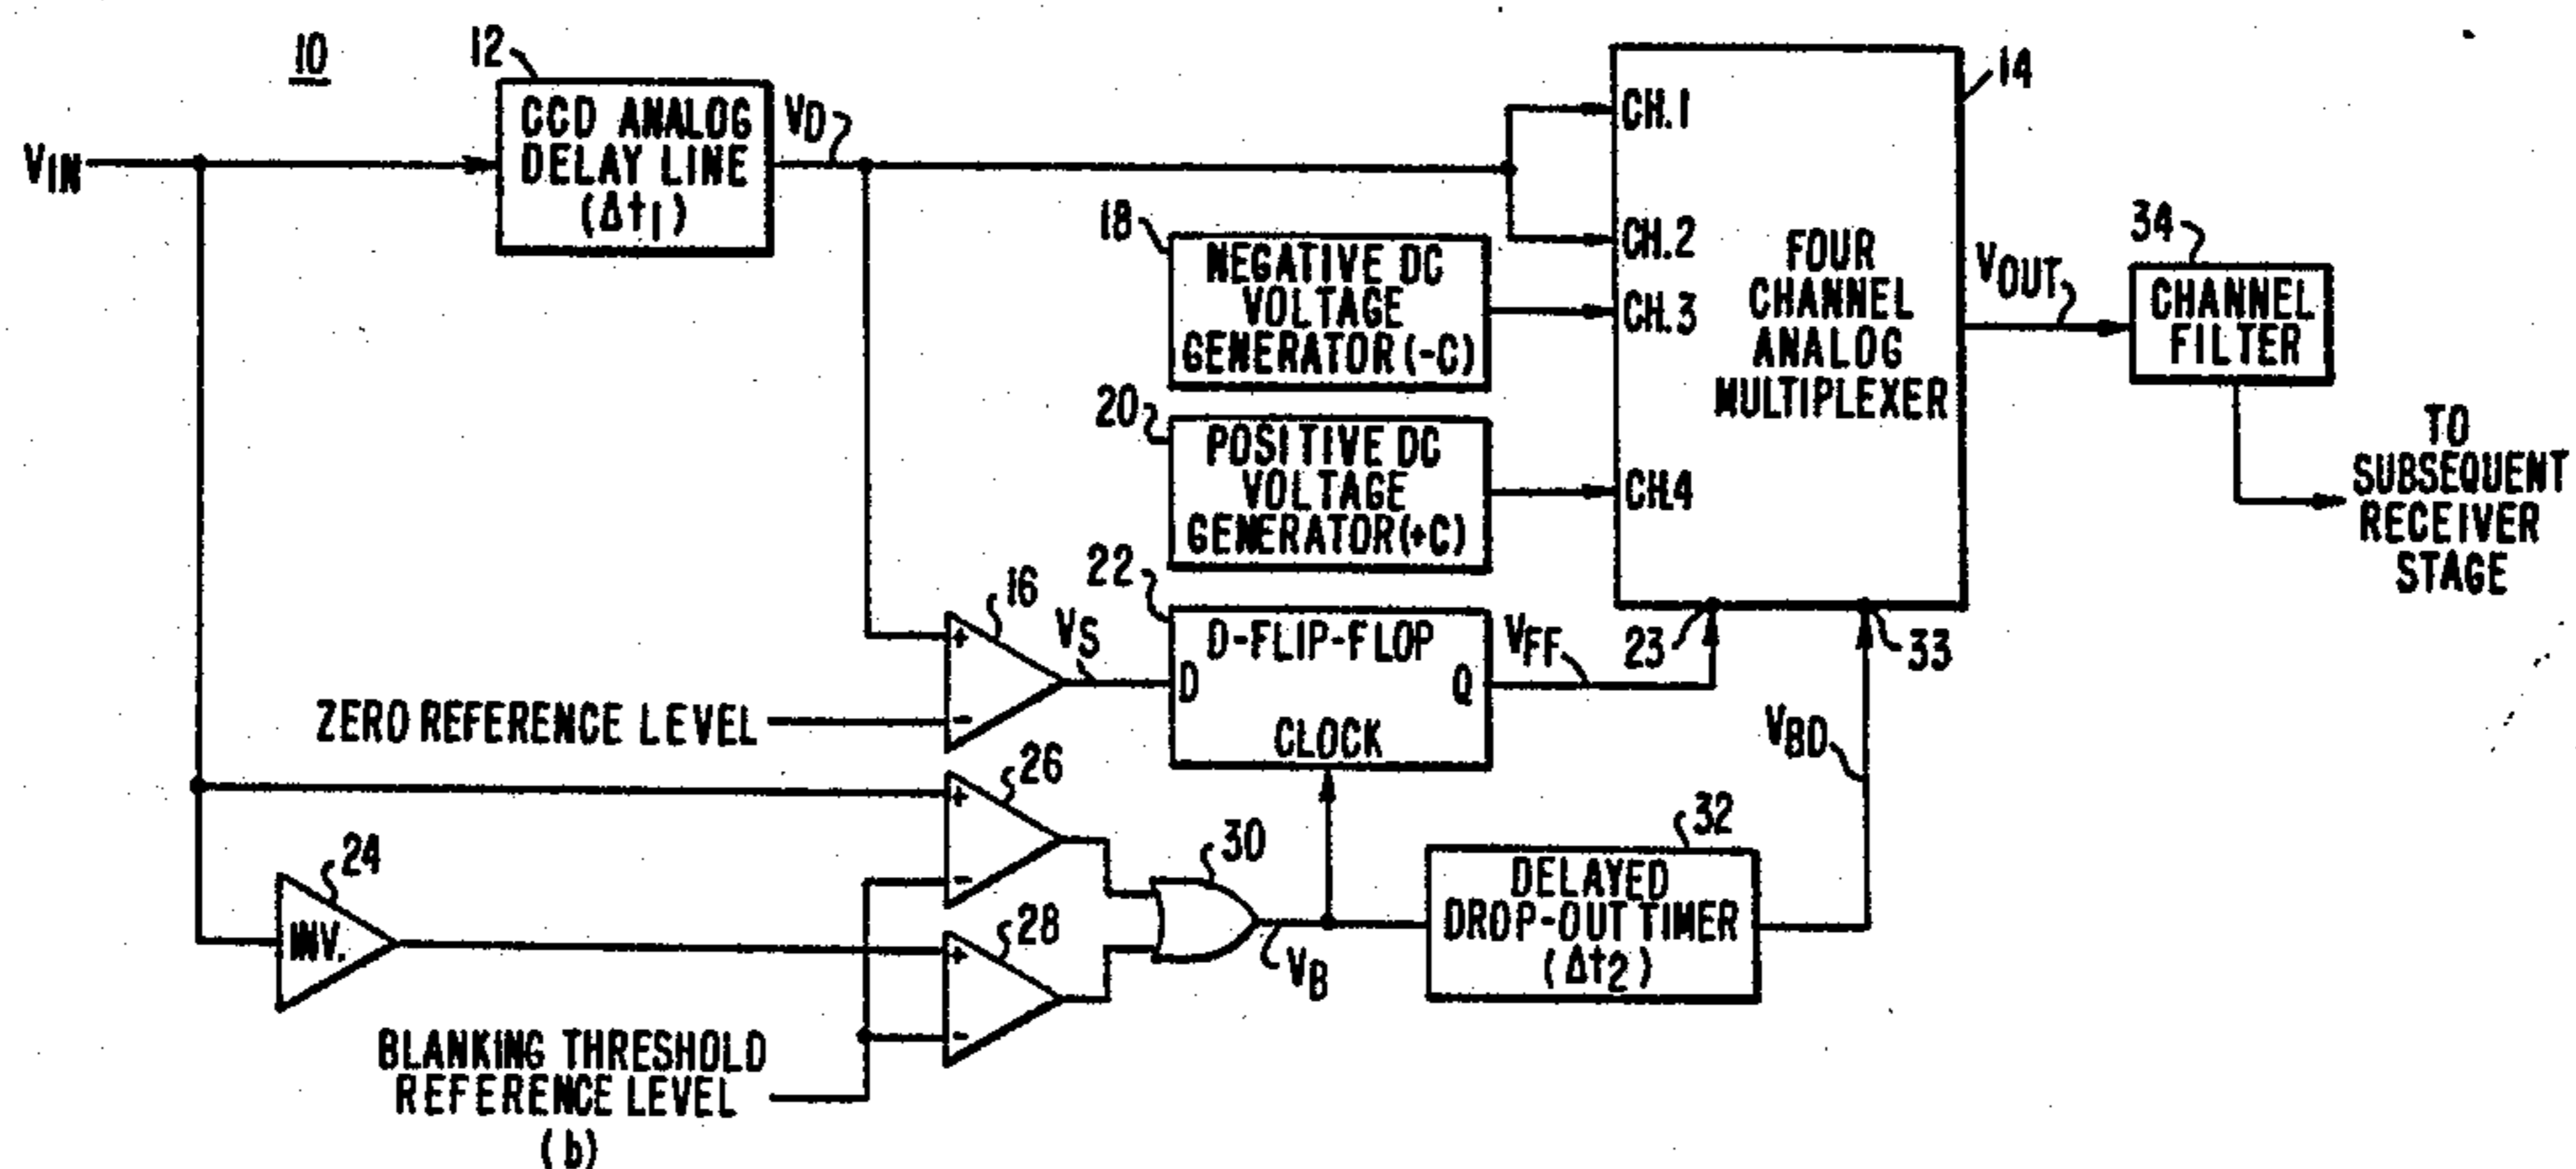 10
12
CCD ANALOG
DELAY LINE
(Δt1)
VIN
VD
14
CH.1
CH.2
CH.3
CH.4
FOUR
CHANNEL
ANALOG
MULTIPLEXER
18
NEGATIVE DC
VOLTAGE
GENERATOR (-C)
20
POSITIVE DC
VOLTAGE
GENERATOR (+C)
VOUT
34
CHANNEL
FILTER
TO
SUBSEQUENT
RECEIVER
STAGE
16
+
-
VS
ZERO REFERENCE LEVEL
22
D-FLIP-FLOP
D
Q
CLOCK
VFF
23
33
VBD
26
+
-
24
INV.
28
+
-
30
VB
32
DELAYED
DROP-OUT TIMER
(Δt2)
BLANKING THRESHOLD
REFERENCE LEVEL
(b)